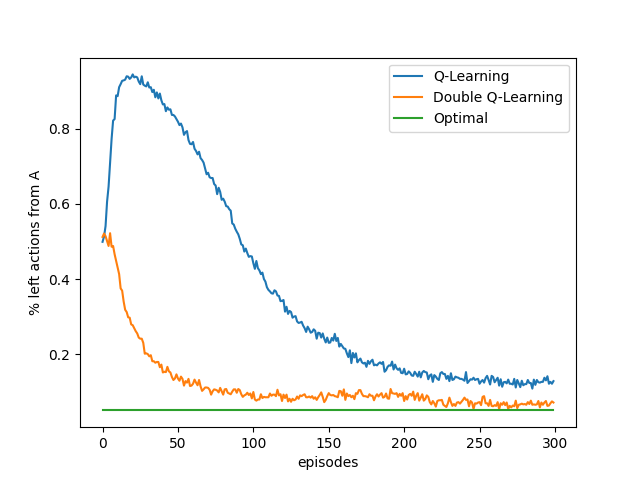 Q-Learning
Double Q-Learning
Optimal
0.8
0.6
0.4
0.2
% left actions from A
0 50 100 150 200 250 300
episodes